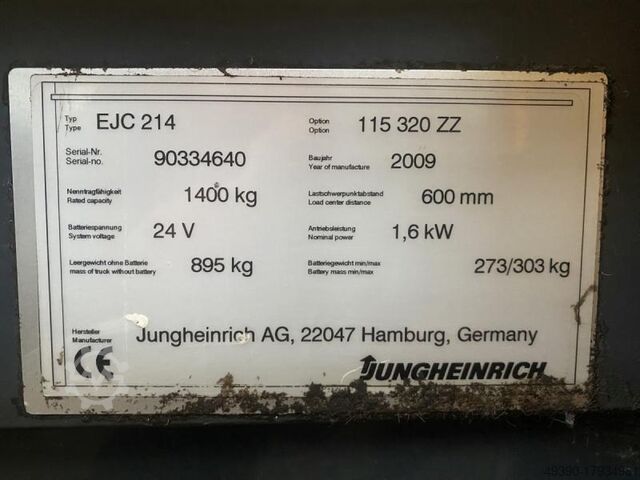 Typ EJC 214 Option 115 320 ZZ
Type Option
Serial-Nr. 90334640 Baujahr 2009
Serial-no. Year of manufacture
Nenntragfähigkeit 1400 kg Lastschwerpunktabstand 600 mm
Rated capacity Load center distance
Batteriespannung 24 V Antriebsleistung 1,6 kW
System voltage Nominal power
Leergewicht ohne Batterie 895 kg Batteriegewicht min/max 273/303 kg
mass of truck without battery Battery mass min/max
Hersteller Jungheinrich AG, 22047 Hamburg, Germany
Manufacturer
CE JUNGHEINRICH